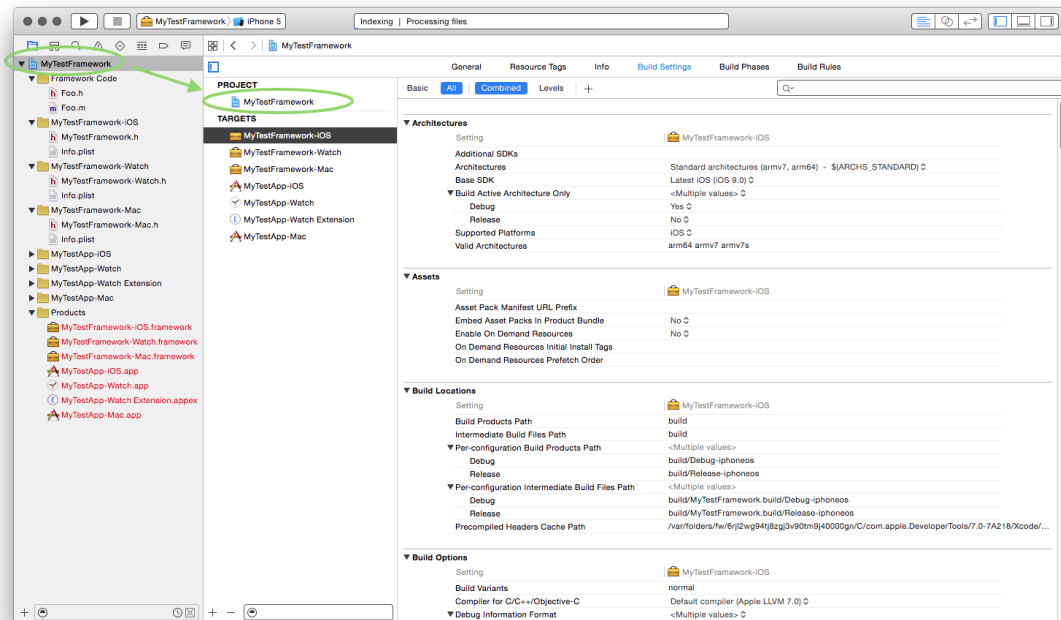 MyTestFramework iPhone 5
Indexing | Processing files
MyTestFramework
MyTestFramework
Framework Code
Foo.h
Foo.m
MyTestFramework-iOS
MyTestFramework.h
Info.plist
MyTestFramework-Watch
MyTestFramework-Watch.h
Info.plist
MyTestFramework-Mac
MyTestFramework-Mac.h
Info.plist
MyTestApp-iOS
MyTestApp-Watch
MyTestApp-Watch Extension
MyTestApp-Mac
Products
MyTestFramework-iOS.framework
MyTestFramework-Watch.framework
MyTestFramework-Mac.framework
MyTestApp-iOS.app
MyTestApp-Watch.app
MyTestApp-Watch Extension.appex
MyTestApp-Mac.app
PROJECT
MyTestFramework
TARGETS
MyTestFramework-iOS
MyTestFramework-Watch
MyTestFramework-Mac
MyTestApp-iOS
MyTestApp-Watch
MyTestApp-Watch Extension
MyTestApp-Mac
General Resource Tags Info Build Settings Build Phases Build Rules
Basic All Combined Levels +
Architectures
Setting MyTestFramework-iOS
Additional SDKs
Architectures Standard architectures (armv7, arm64) - $(ARCHS_STANDARD)
Base SDK Latest iOS (iOS 9.0)
Build Active Architecture Only <Multiple values>
Debug Yes
Release No
Supported Platforms iOS
Valid Architectures arm64 armv7 armv7s
Assets
Setting MyTestFramework-iOS
Asset Pack Manifest URL Prefix
Embed Asset Packs In Product Bundle No
Enable On Demand Resources No
On Demand Resources Initial Install Tags
On Demand Resources Prefetch Order
Build Locations
Setting MyTestFramework-iOS
Build Products Path build
Intermediate Build Files Path build
Per-configuration Build Products Path <Multiple values>
Debug build/Debug-iphoneos
Release build/Release-iphoneos
Per-configuration Intermediate Build Files Path <Multiple values>
Debug build/MyTestFramework.build/Debug-iphoneos
Release build/MyTestFramework.build/Release-iphoneos
Precompiled Headers Cache Path /var/folders/fw/6rjl2wg94tj8zgj3v90tm9j40000gn/C/com.apple.DeveloperTools/7.0-7A218/Xcode/...
Build Options
Setting MyTestFramework-iOS
Build Variants normal
Compiler for C/C++/Objective-C Default compiler (Apple LLVM 7.0)
Debug Information Format <Multiple values>